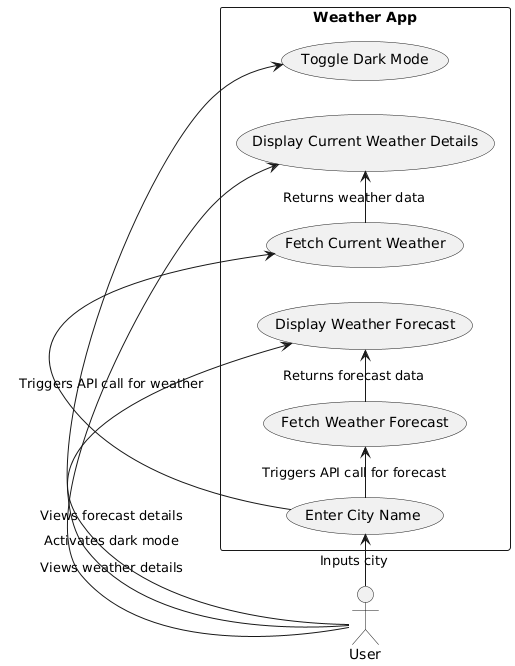 Weather App
Toggle Dark Mode
Display Current Weather Details
Returns weather data
Fetch Current Weather
Display Weather Forecast
Returns forecast data
Triggers API call for weather
Fetch Weather Forecast
Triggers API call for forecast
Enter City Name
Views forecast details
Activates dark mode
Inputs city
Views weather details
User